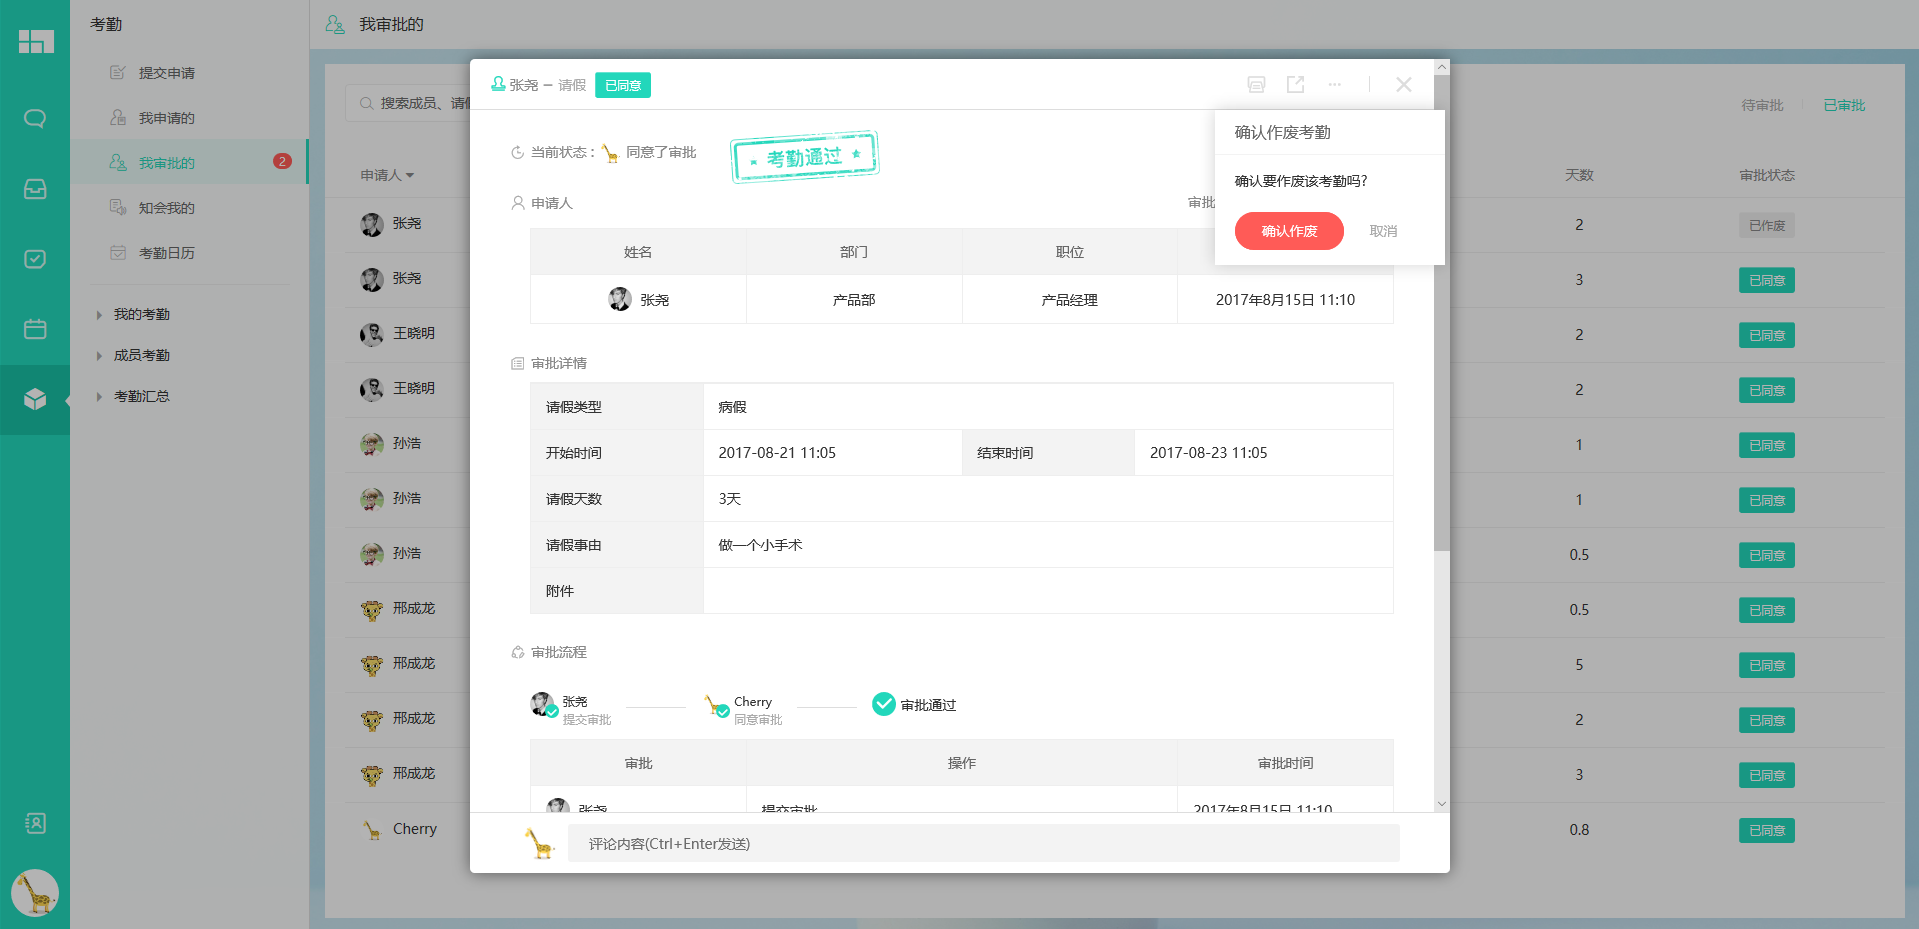 考勤
提交申请
我申请的
我审批的 2
知会我的
考勤日历
我的考勤
成员考勤
考勤汇总
我审批的
搜索成员、请假
待审批 已审批
申请人 天数 审批状态
张尧 2 已作废
张尧 3 已同意
王晓明 2 已同意
王晓明 2 已同意
孙浩 1 已同意
孙浩 1 已同意
孙浩 0.5 已同意
邢成龙 0.5 已同意
邢成龙 5 已同意
邢成龙 2 已同意
邢成龙 3 已同意
Cherry 0.8 已同意
张尧 – 请假 已同意
当前状态： 同意了审批
考勤通过
申请人 审批
姓名 部门 职位
张尧 产品部 产品经理 2017年8月15日 11:10
审批详情
请假类型 病假
开始时间 2017-08-21 11:05 结束时间 2017-08-23 11:05
请假天数 3天
请假事由 做一个小手术
附件
审批流程
张尧 Cherry 审批通过
提交审批 同意审批
审批 操作 审批时间
张尧 提交审批 2017年8月15日 11:10
评论内容(Ctrl+Enter发送)
确认作废考勤
确认要作废该考勤吗?
确认作废 取消